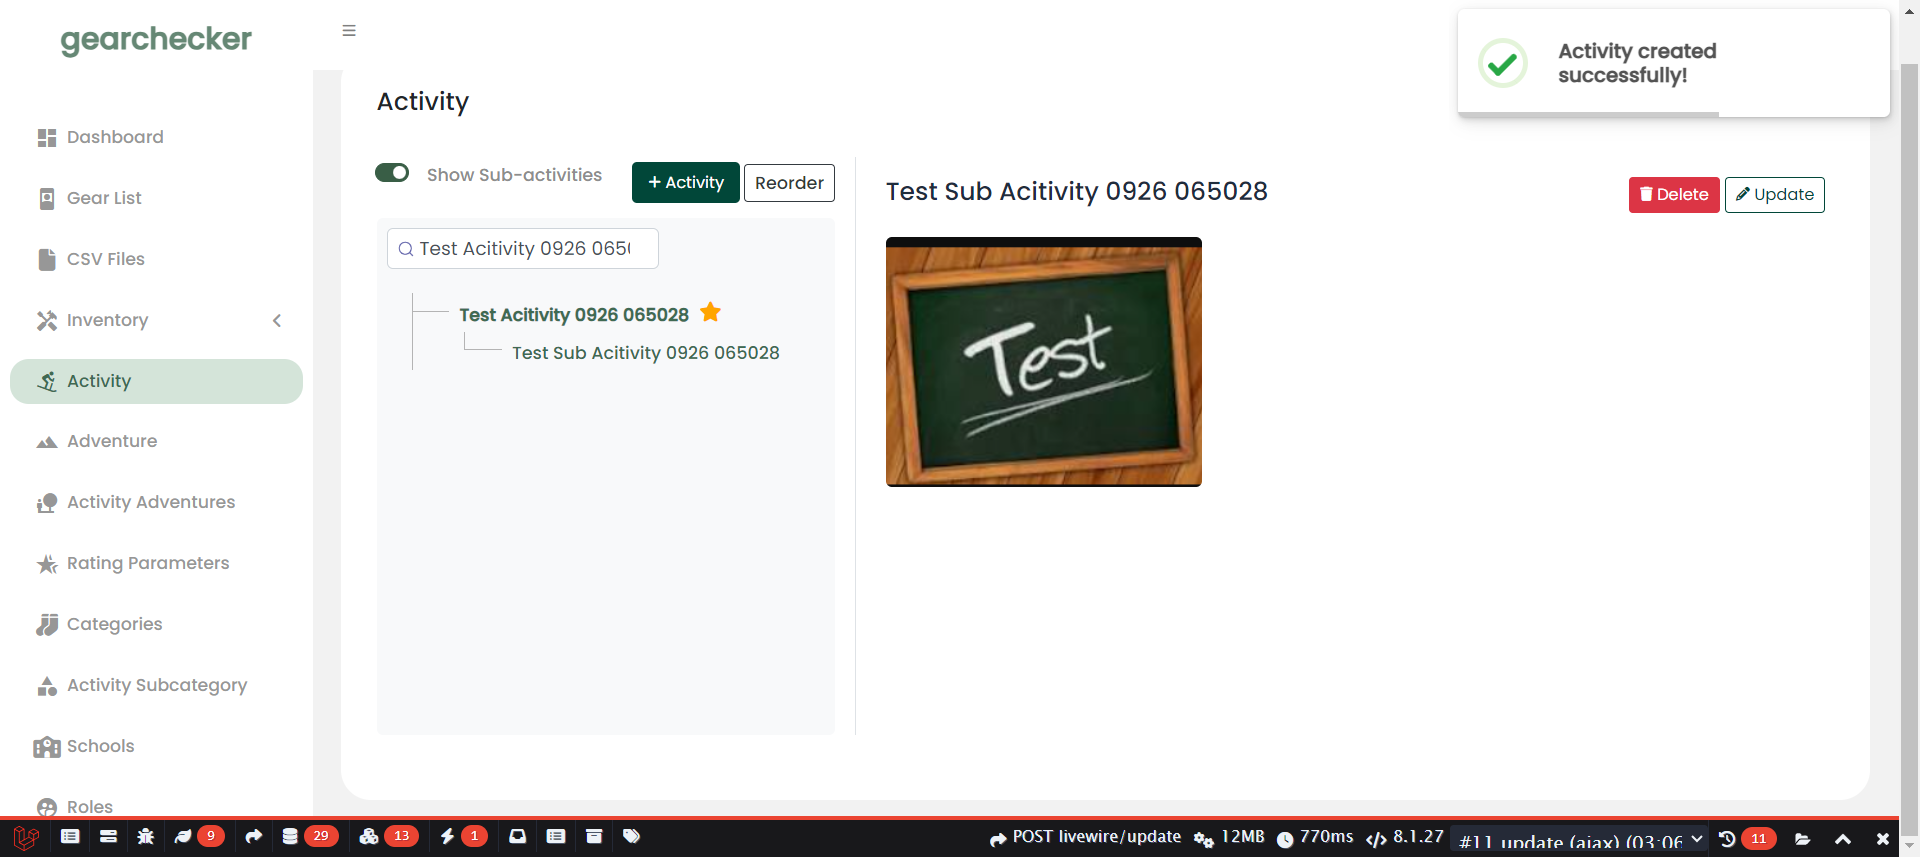 gearchecker
Activity created
successfully!
Activity
Dashboard
Gear List
CSV Files
Inventory
Activity
Adventure
Activity Adventures
Rating Parameters
Categories
Activity Subcategory
Schools
Roles
Show Sub-activities
+ Activity
Reorder
Test Acitivity 0926 065
Test Acitivity 0926 065028
Test Sub Acitivity 0926 065028
Test Sub Acitivity 0926 065028
Delete
Update
Test
9
29
13
1
POST livewire/update
12MB
770ms
8.1.27
#11 update (ajax) (03:06
11